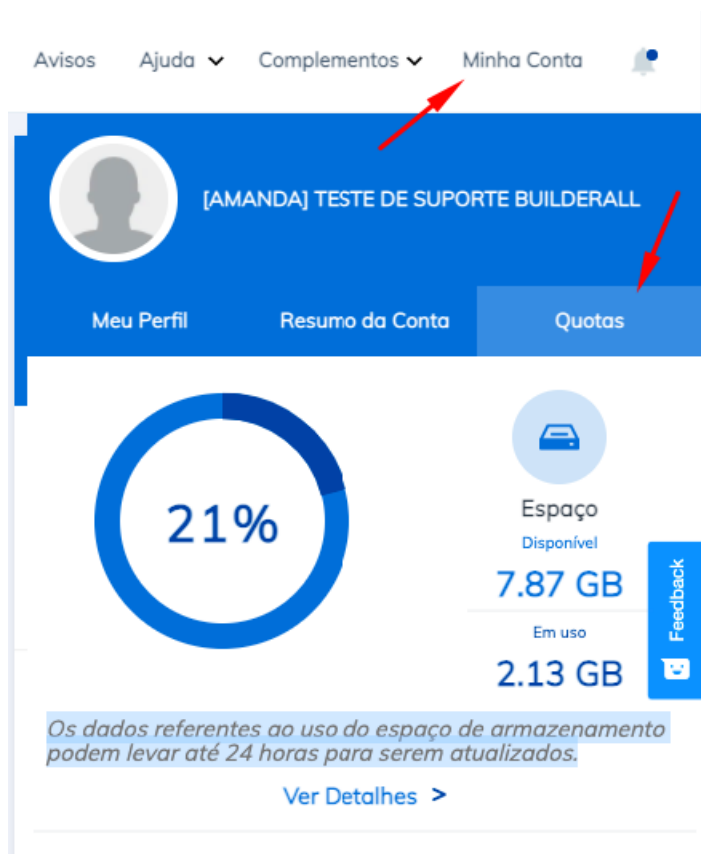 Avisos Ajuda Complementos Minha Conta
[AMANDA] TESTE DE SUPORTE BUILDERALL
Meu Perfil Resumo da Conta Quotas
21%
Espaço
Disponível
7.87 GB
Em uso
2.13 GB
Feedback
Os dados referentes ao uso do espaço de armazenamento
podem levar até 24 horas para serem atualizados.
Ver Detalhes >